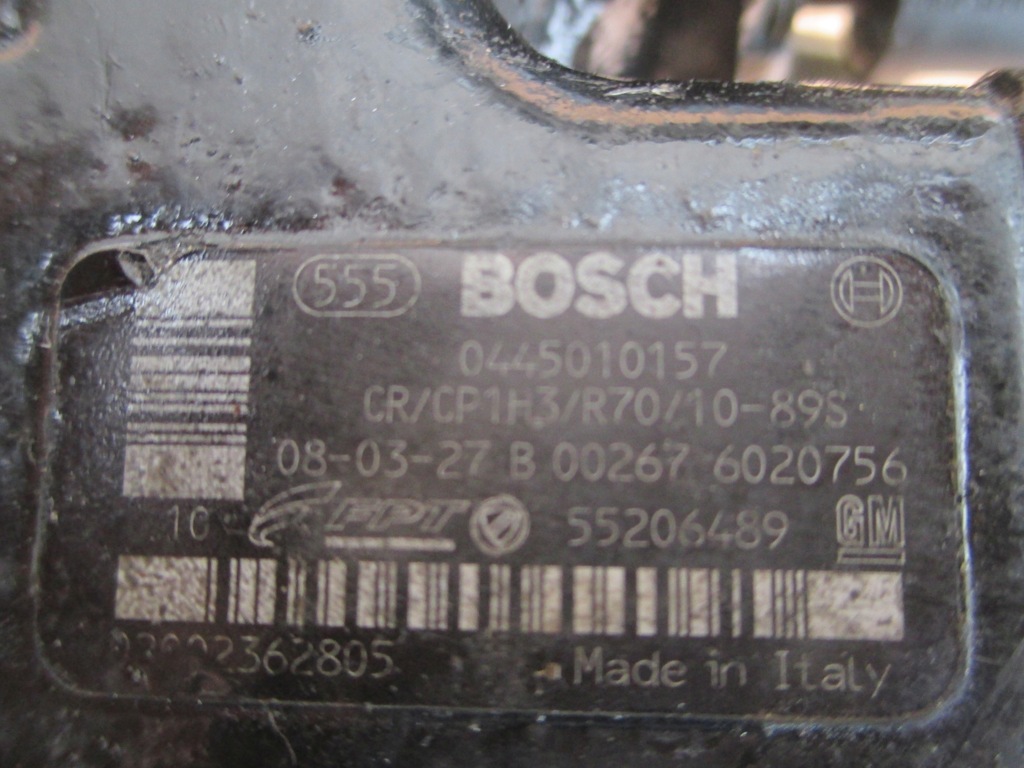 555 BOSCH
0445010157
CR/CP1H3/R70/10-89S
08-03-27 B 00267 6020756
10 FPT 55206489 GM
Made in Italy